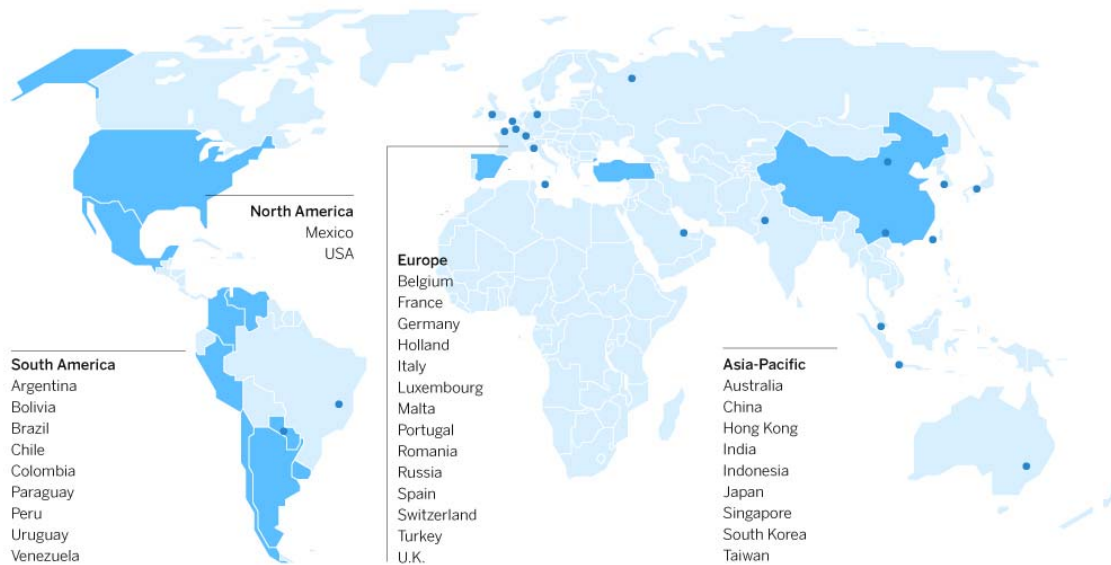 North America
Mexico
USA
South America
Argentina
Bolivia
Brazil
Chile
Colombia
Paraguay
Peru
Uruguay
Venezuela
Europe
Belgium
France
Germany
Holland
Italy
Luxembourg
Malta
Portugal
Romania
Russia
Spain
Switzerland
Turkey
U.K.
Asia-Pacific
Australia
China
Hong Kong
India
Indonesia
Japan
Singapore
South Korea
Taiwan